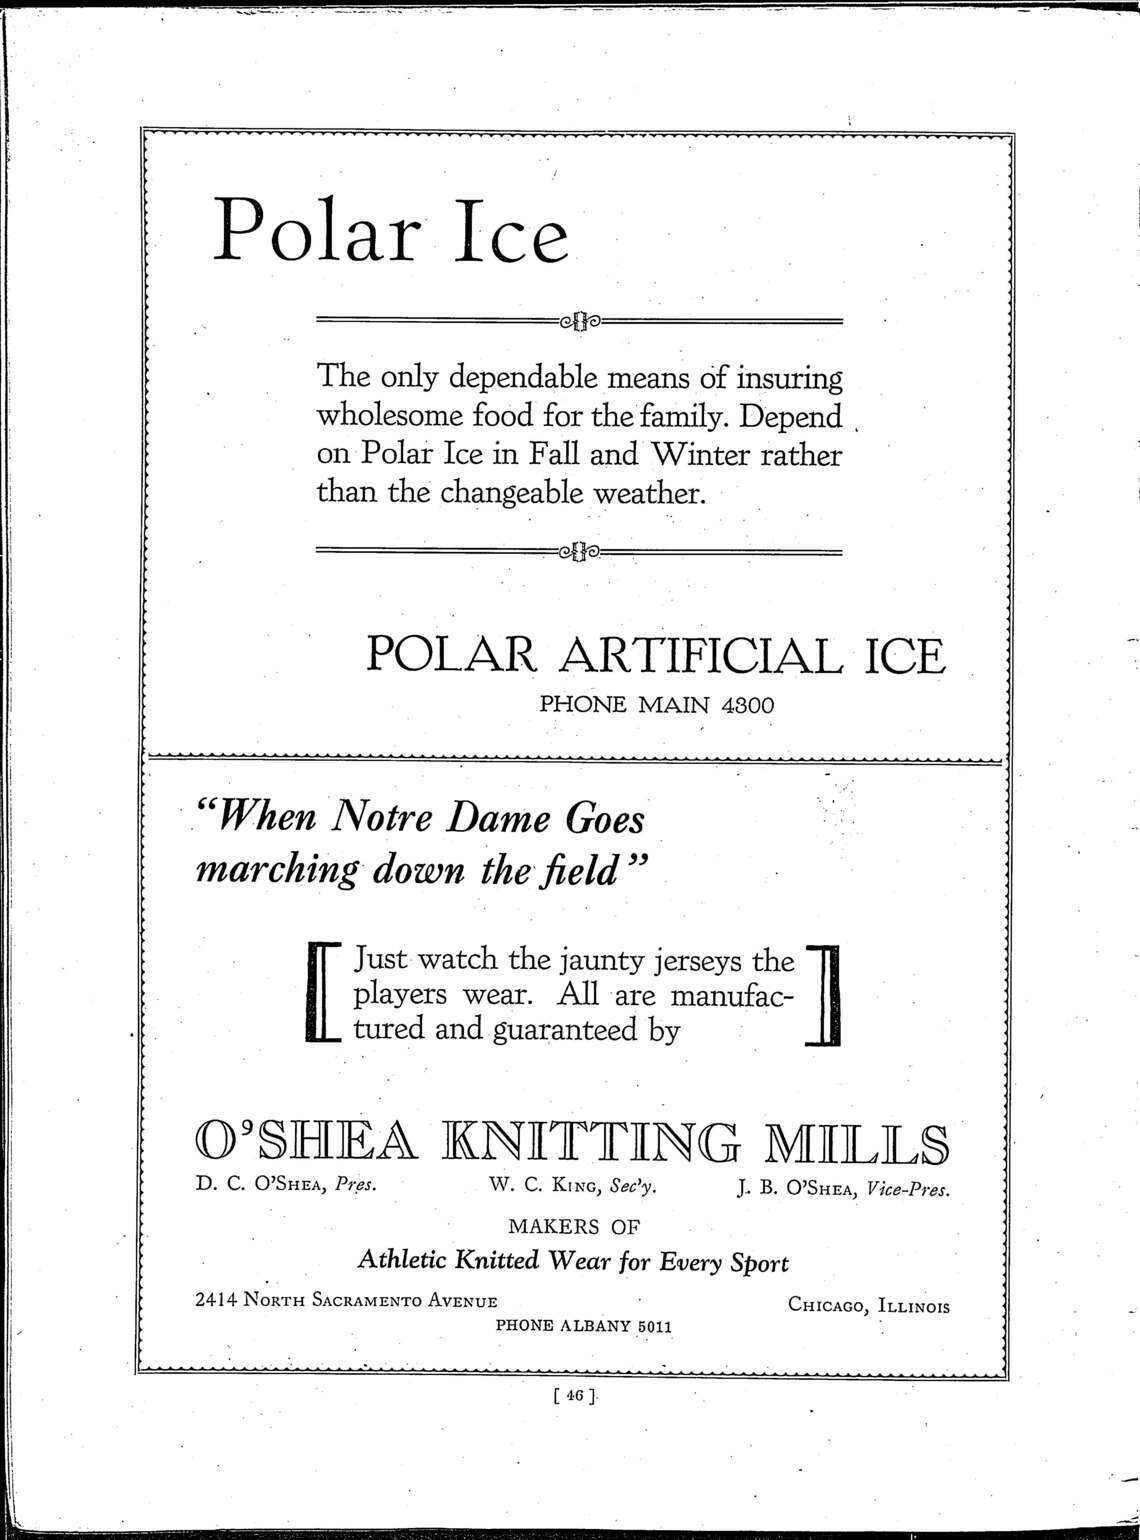 Polar Ice
The only dependable means of insuring
wholesome food for the family. Depend
on Polar Ice in Fall and Winter rather
than the changeable weather.
POLAR ARTIFICIAL ICE
PHONE MAIN 4300
“When Notre Dame Goes
marching down the field”
Just watch the jaunty jerseys the
players wear. All are manufac-
tured and guaranteed by
O’SHEA KNITTING MILLS
D. C. O’SHEA, Pres. W. C. KING, Sec’y. J. B. O’SHEA, Vice-Pres.
MAKERS OF
Athletic Knitted Wear for Every Sport
2414 NORTH SACRAMENTO AVENUE CHICAGO, ILLINOIS
PHONE ALBANY 5011
[ 46 ]